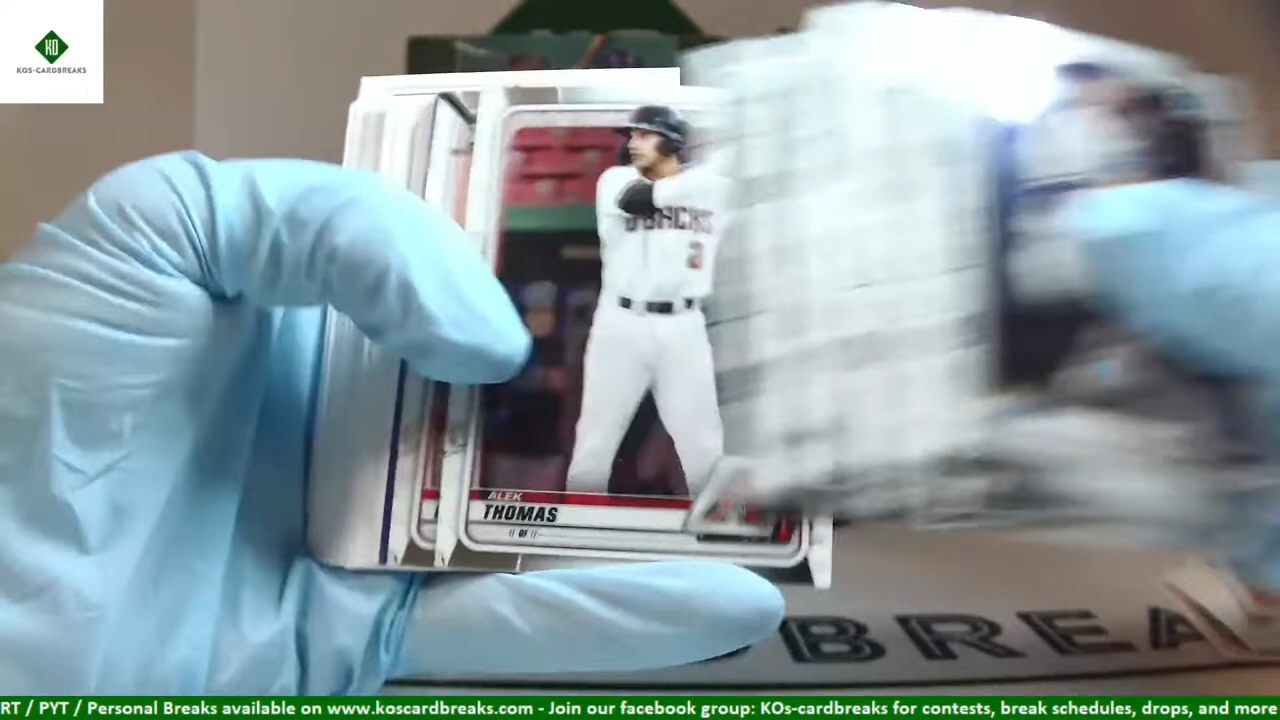 KO
KOS-CARDBREAKS
2
ALEK
THOMAS
// OF //
BREA
RT / PYT / Personal Breaks available on www.koscardbreaks.com - Join our facebook group: KOs-cardbreaks for contests, break schedules, drops, and more